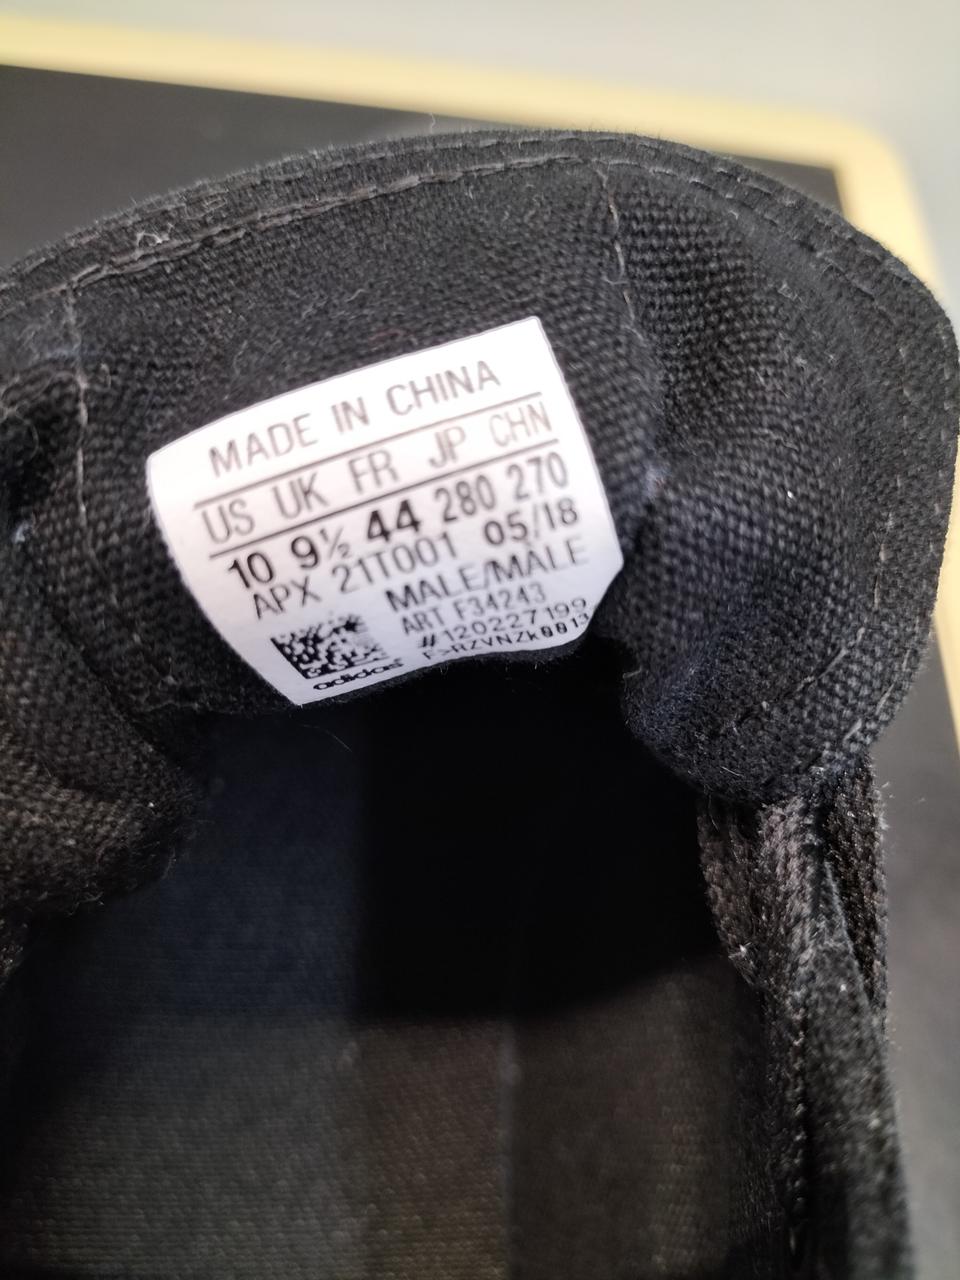 MADE IN CHINA
US UK FR JP CHN
10 9½ 44 280 270
APX 21T001 05/18
MALE/MÂLE
ART F34243
#120227199
adidas